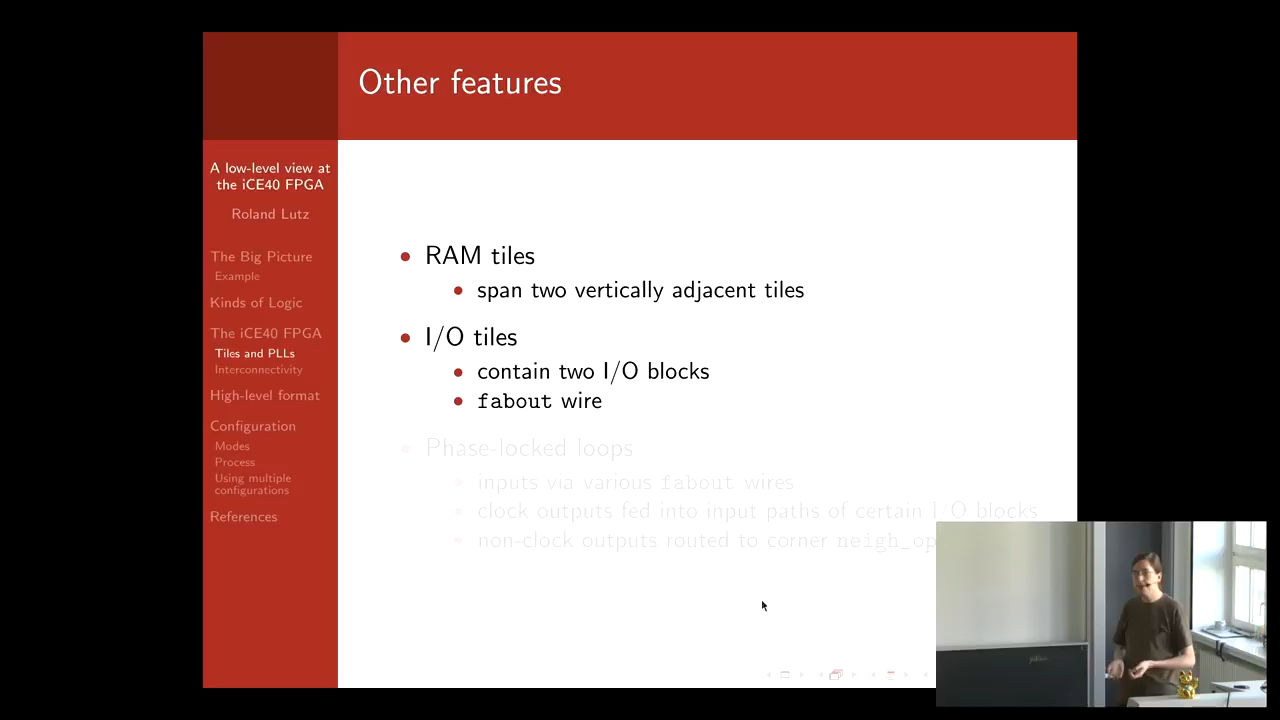 Other features
A low-level view at
the iCE40 FPGA
Roland Lutz
The Big Picture
Example
Kinds of Logic
The iCE40 FPGA
Tiles and PLLs
Interconnectivity
High-level format
Configuration
Modes
Process
Using multiple
configurations
References
• RAM tiles
• span two vertically adjacent tiles
• I/O tiles
• contain two I/O blocks
• fabout wire
• Phase-locked loops
• inputs via various fabout wires
• clock outputs fed into input paths of certain I/O blocks
• non-clock outputs routed to corner neigh_op